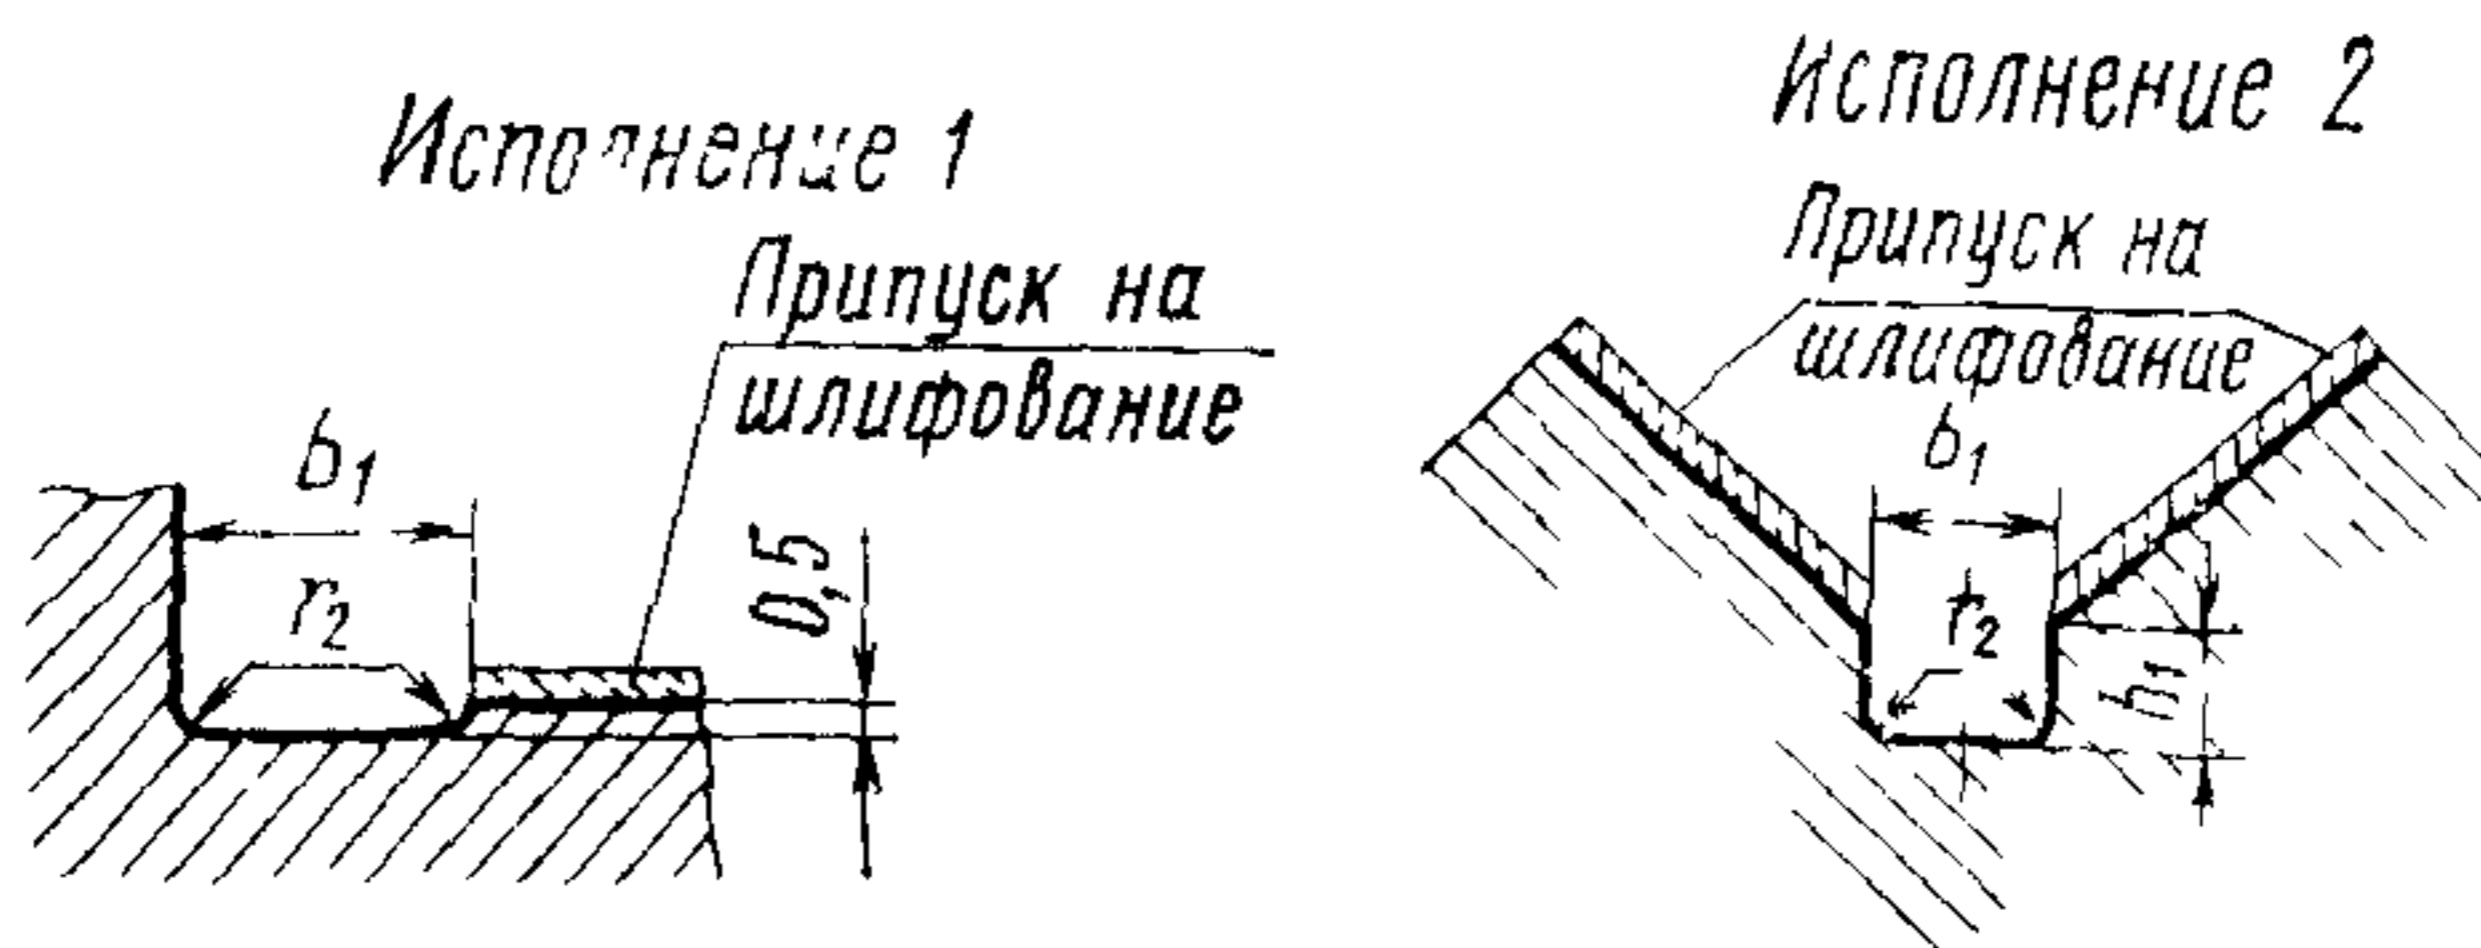 Исполнение 1
Припуск на
шлифование
b1
r2
0,5
Исполнение 2
Припуск на
шлифование
b1
r2
h1